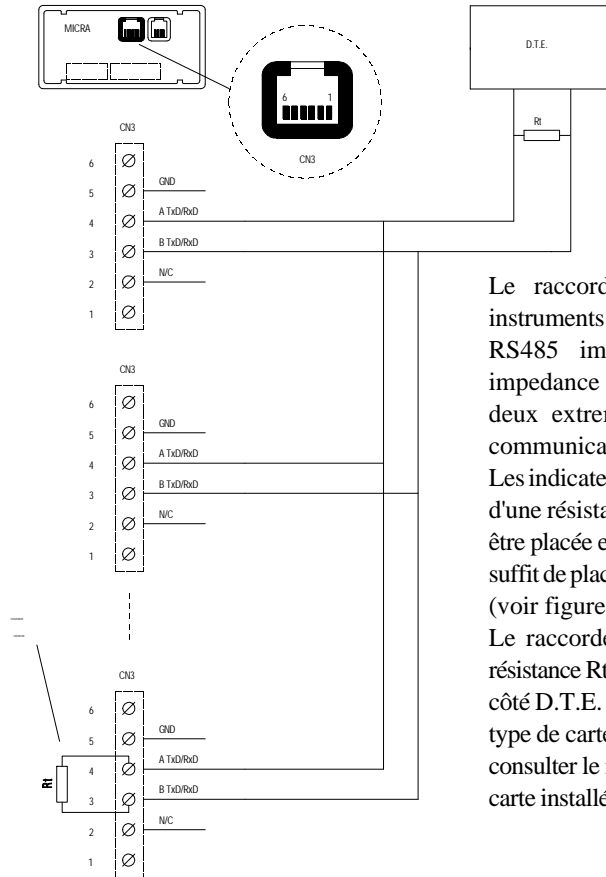 MICRA
D.T.E.
Rt
6 1
CN3
CN3
6
5 GND
4 A TxD/RxD
3 B TxD/RxD
2 N/C
1
CN3
6
5 GND
4 A TxD/RxD
3 B TxD/RxD
2 N/C
1
CN3
6
5 GND
4 A TxD/RxD
3 B TxD/RxD
2 N/C
1
Rt
Le raccord
instruments
RS485 im
impedance
deux extre
communica
Les indicate
d'une résista
être placée e
suffit de plac
(voir figure
Le raccorde
résistance Rt
côté D.T.E.
type de carte
consulter le
carte installé